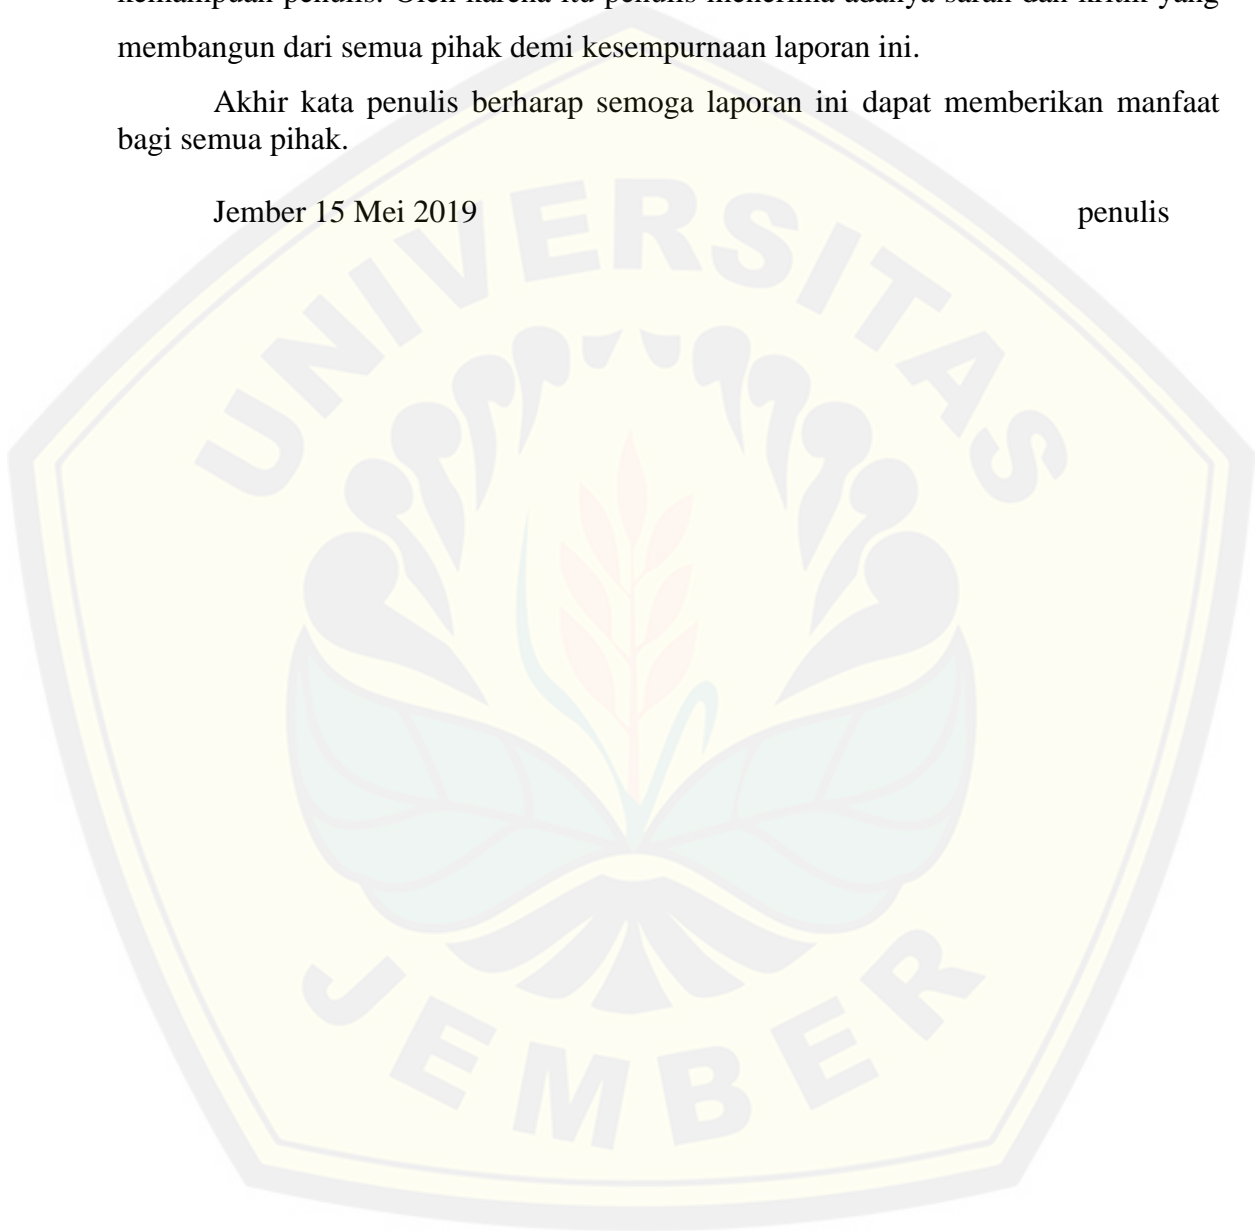 kemampuan penulis. Oleh karena itu penulis menerima adanya saran dan kritik yang
membangun dari semua pihak demi kesempurnaan laporan ini.
Akhir kata penulis berharap semoga laporan ini dapat memberikan manfaat
bagi semua pihak.
Jember 15 Mei 2019 penulis
UNIVERSITAS
JEMBER